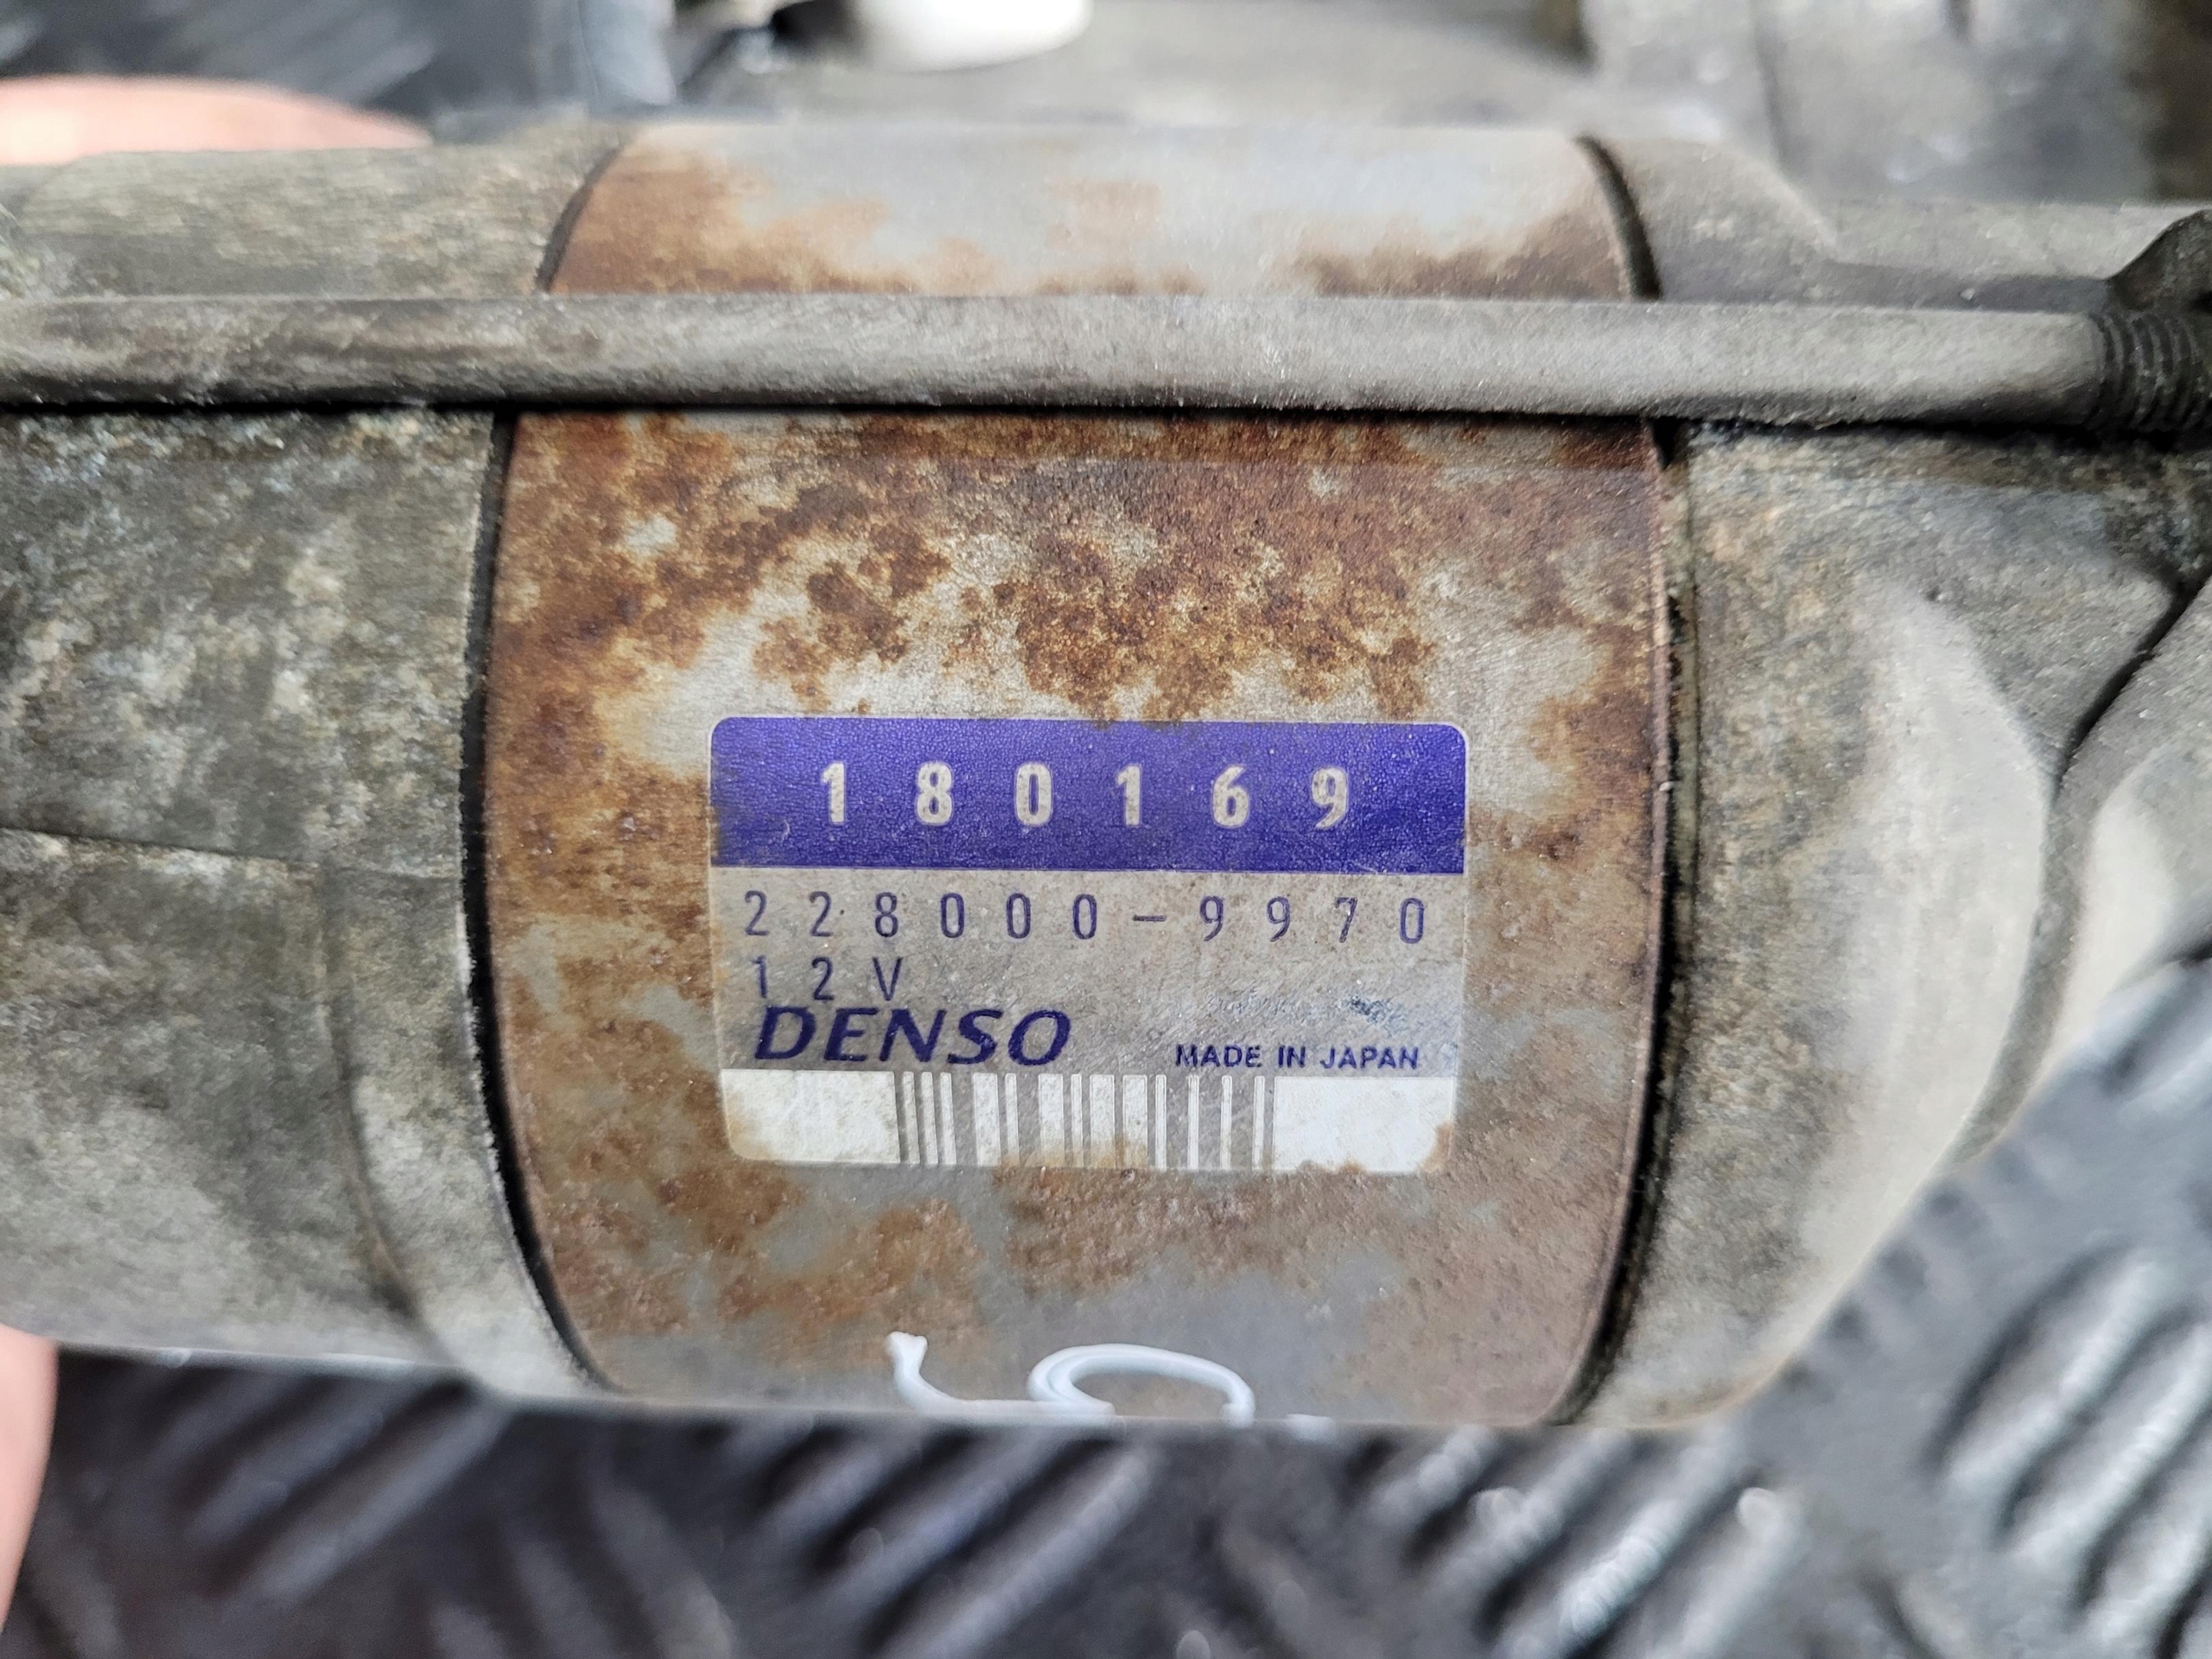 180169
228000-9970
12V
DENSO
MADE IN JAPAN